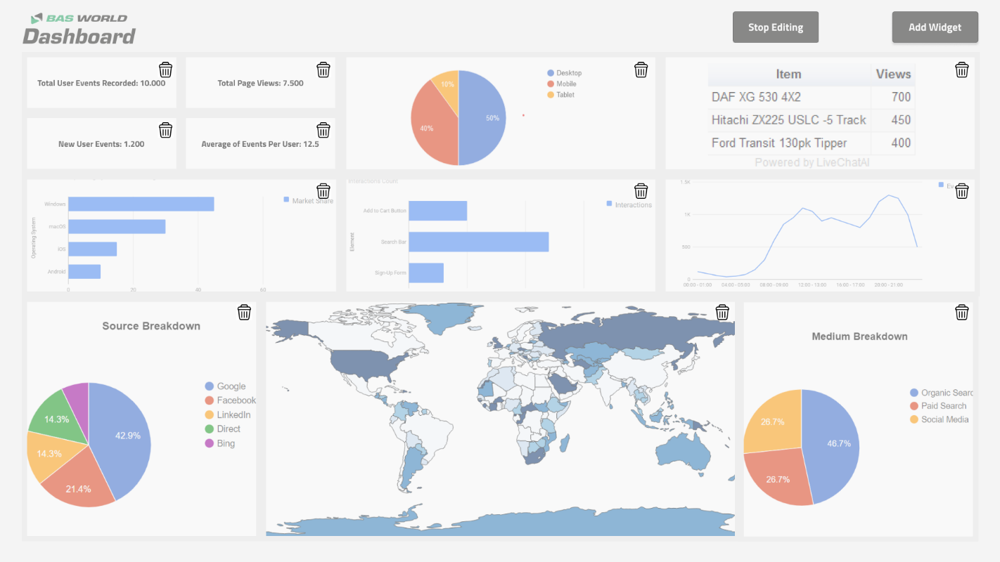 BAS WORLD
Dashboard
Stop Editing
Add Widget
Total User Events Recorded: 10.000
Total Page Views: 7.500
New User Events: 1.200
Average of Events Per User: 12.5
Desktop
Mobile
Tablet
10%
50%
40%
Item Views
DAF XG 530 4X2 700
Hitachi ZX225 USLC -5 Track 450
Ford Transit 130pk Tipper 400
Powered by LiveChatAI
Market Share
Operating System
Windows
macOS
iOS
Android
0 20 40 60
Interactions Count
Interactions
Element
Add to Cart Button
Search Bar
Sign-Up Form
1.5K
1K
500
0
00:00 - 01:00 04:00 - 05:00 08:00 - 09:00 12:00 - 13:00 16:00 - 17:00 20:00 - 21:00
Source Breakdown
Google
Facebook
LinkedIn
Direct
Bing
14.3%
42.9%
14.3%
21.4%
Medium Breakdown
Organic Searc
Paid Search
Social Media
26.7%
46.7%
26.7%